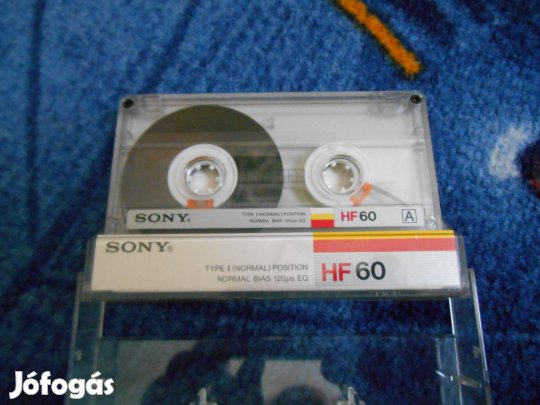 SONY®
TYPE I (NORMAL) POSITION
NORMAL BIAS 120μs EQ
HF 60
A
SONY®
TYPE I (NORMAL) POSITION
NORMAL BIAS 120μs EQ
HF 60
Jófogás